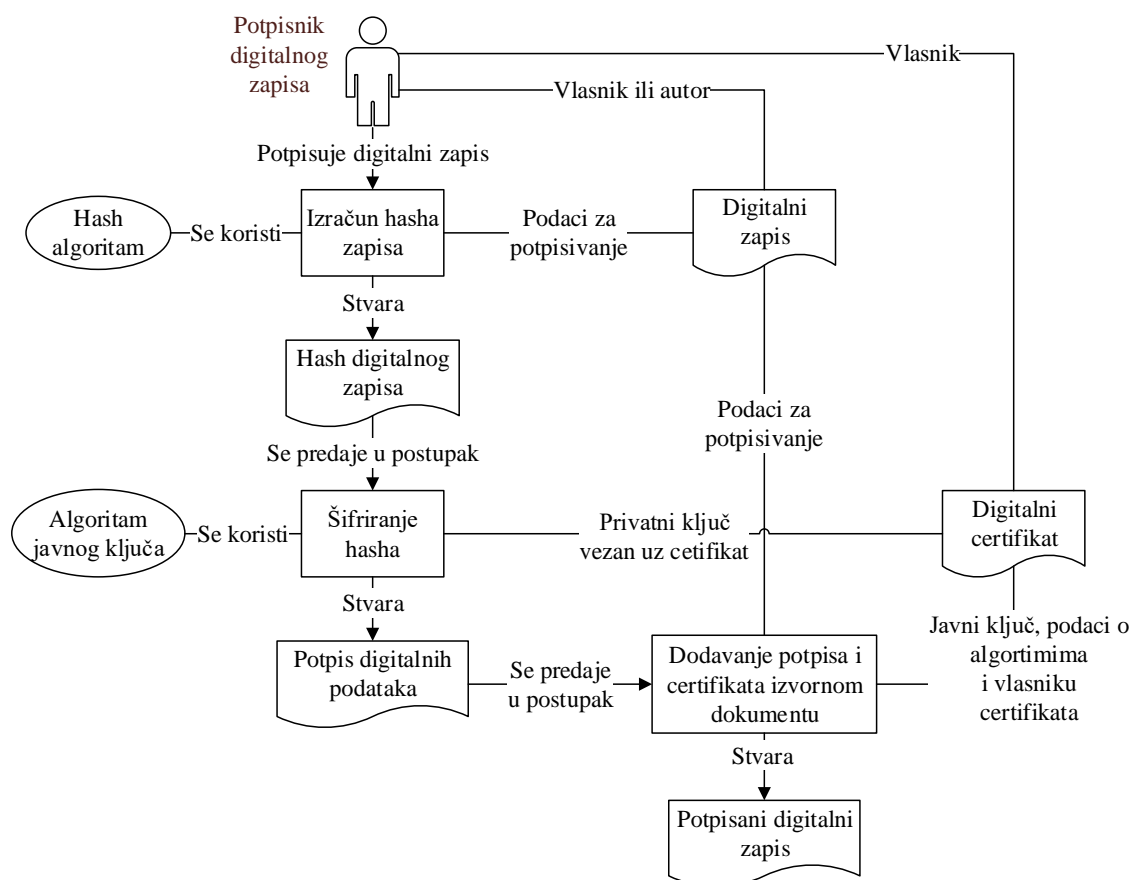 Potpisnik
digitalnog
zapisa
Vlasnik
Vlasnik ili autor
Potpisuje digitalni zapis
Hash
algoritam
Se koristi
Izračun hasha
zapisa
Podaci za
potpisivanje
Digitalni
zapis
Stvara
Hash digitalnog
zapisa
Podaci za
potpisivanje
Se predaje u postupak
Algoritam
javnog ključa
Se koristi
Šifriranje
hasha
Privatni ključ
vezan uz cetifikat
Digitalni
certifikat
Stvara
Javni ključ, podaci o
algortimima
i vlasniku
certifikata
Potpis digitalnih
podataka
Se predaje
u postupak
Dodavanje potpisa i
certifikata izvornom
dokumentu
Stvara
Potpisani digitalni
zapis